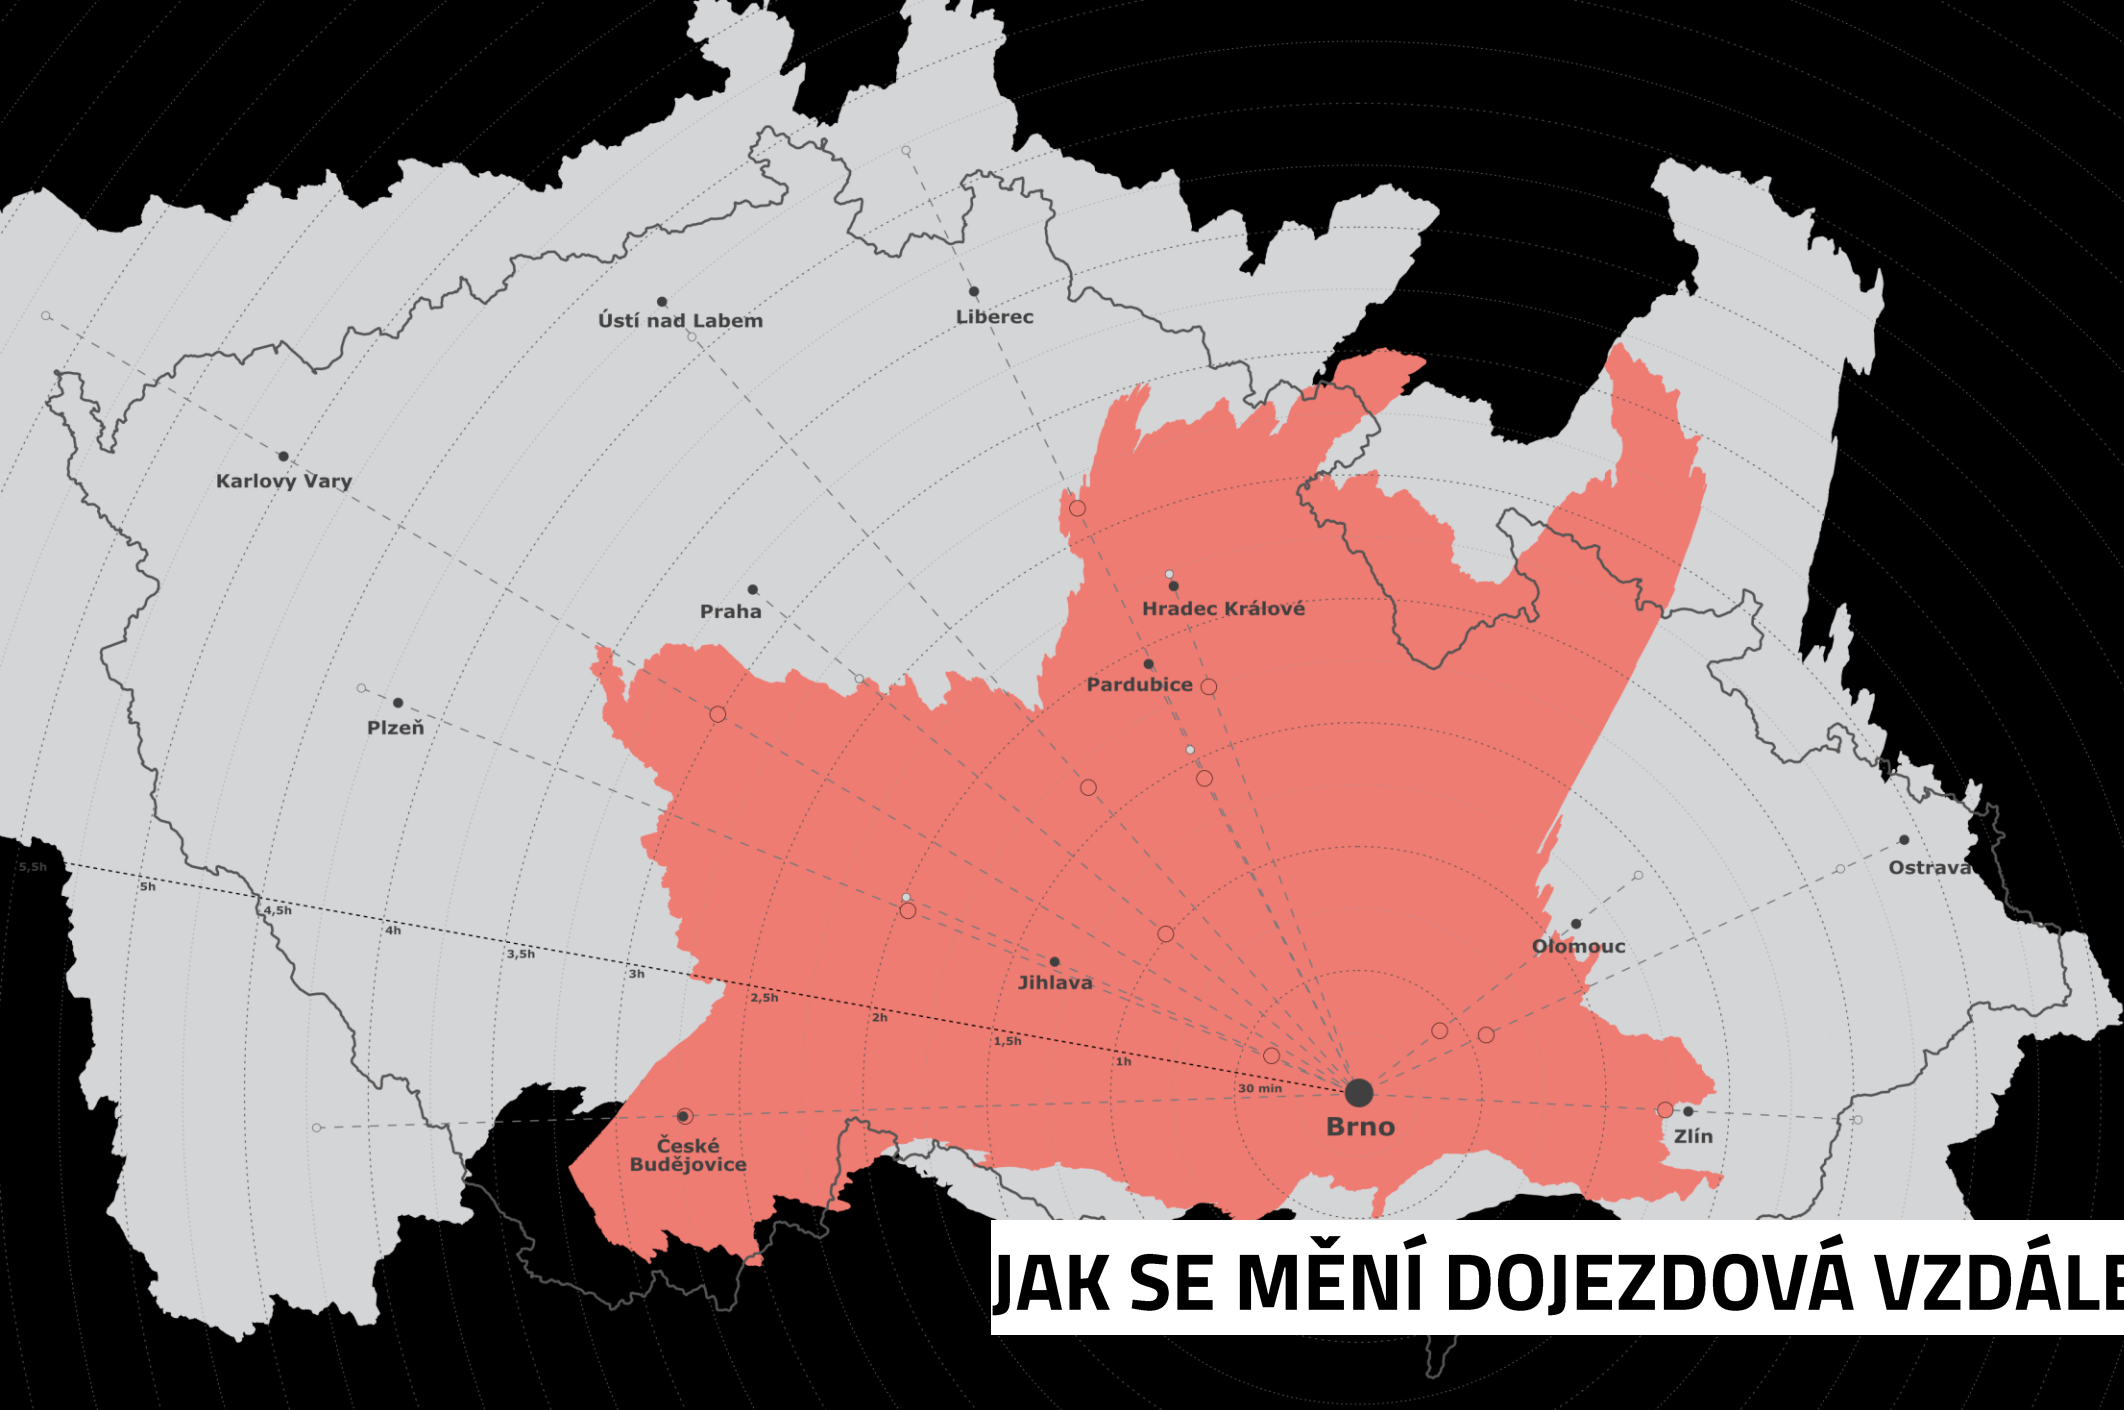 Ústí nad Labem
Liberec
Karlovy Vary
Praha
Hradec Králové
Pardubice
Plzeň
Ostrava
5,5h
5h
4,5h
4h
3,5h
3h
2,5h
2h
1,5h
1h
30 min
Olomouc
Jihlava
Brno
Zlín
České
Budějovice
JAK SE MĚNÍ DOJEZDOVÁ VZDÁLE